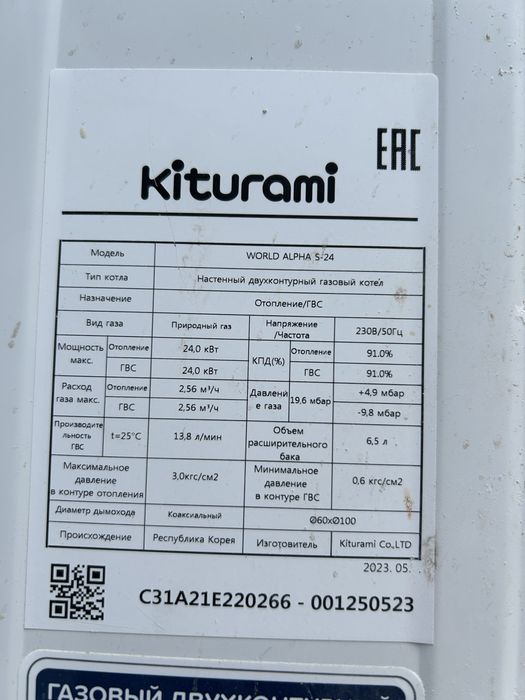 EAC
Kiturami
Модель WORLD ALPHA S-24
Тип котла Настенный двухконтурный газовый котел
Назначение Отопление/ГВС
Вид газа Природный газ Напряжение /Частота 230В/50Гц
Мощность макс. Отопление 24,0 кВт КПД(%) Отопление 91.0%
ГВС 24,0 кВт ГВС 91.0%
Расход газа макс. Отопление 2,56 м³/ч Давлени е газа 19,6 мбар +4,9 мбар
ГВС 2,56 м³/ч -9,8 мбар
Производите льность ГВС t=25°C 13,8 л/мин Объем расширительного бака 6,5 л
Максимальное давление в контуре отопления 3,0кгс/см2 Минимальное давление в контуре ГВС 0,6 кгс/см2
Диаметр дымохода Коаксиальный Ø60xØ100
Происхождение Республика Корея Изготовитель Kiturami Co.,LTD
2023. 05.
C31A21E220266 - 001250523
ГАЗОВЫЙ ДВУХКОНТУРНЫЙ